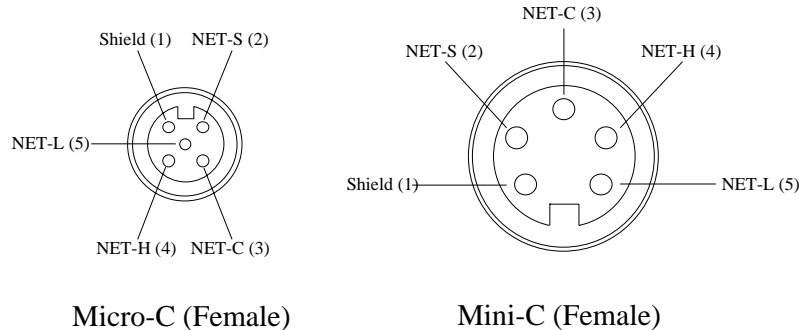 Shield (1)
NET-S (2)
NET-L (5)
NET-H (4)
NET-C (3)
Micro-C (Female)
NET-C (3)
NET-S (2)
NET-H (4)
Shield (1)
NET-L (5)
Mini-C (Female)